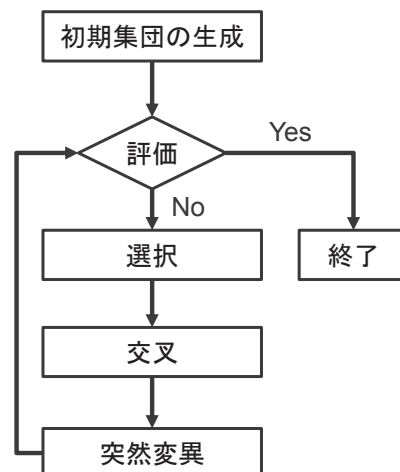 初期集団の生成
評価
Yes
No
選択
終了
交叉
突然変異